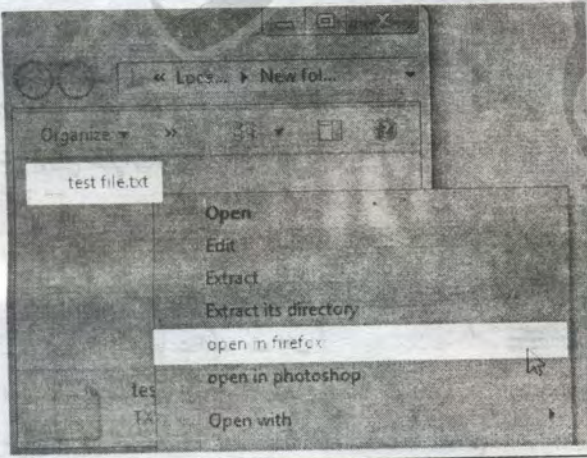 « Loca... ▸ New fol...
Organize ▾ »
test file.txt
Open
Edit
Extract
Extract its directory
open in firefox
open in photoshop
tes
TX
Open with